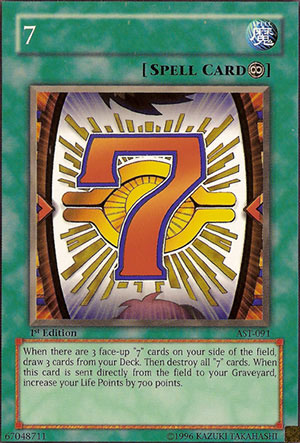 7
魔
[SPELL CARD∞]
7
1st Edition
AST-091
When there are 3 face-up "7" cards on your side of the field,
draw 3 cards from your Deck. Then destroy all "7" cards. When
this card is sent directly from the field to your Graveyard,
increase your Life Points by 700 points.
67048711
©1996 KAZUKI TAKAHASHI